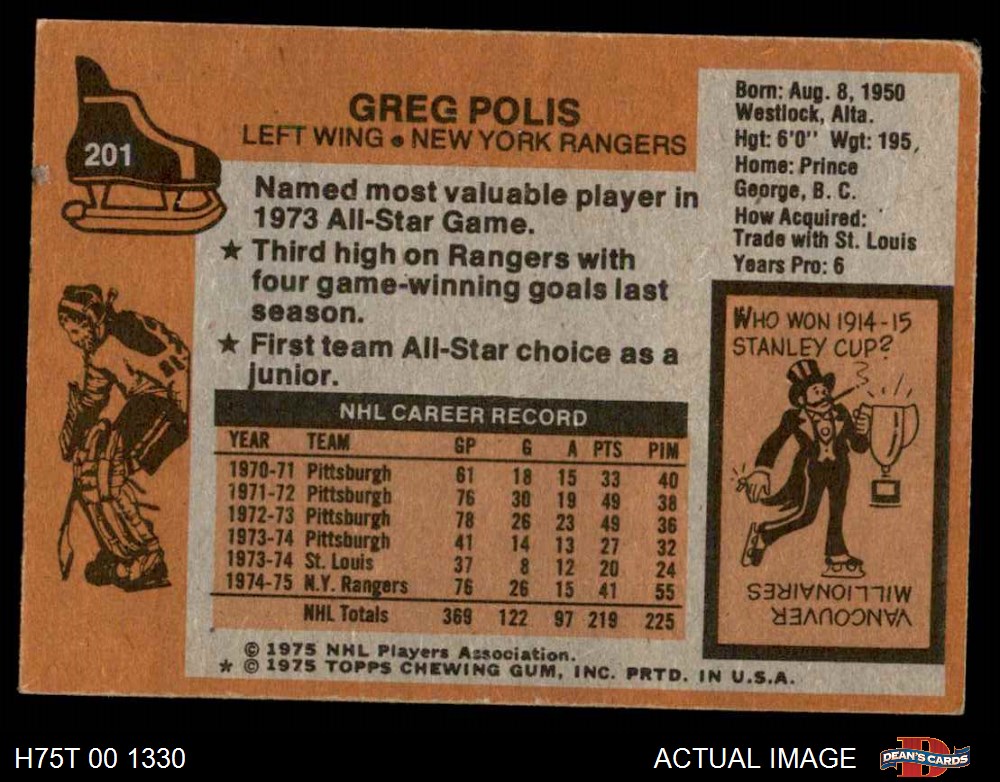 201
GREG POLIS
LEFT WING • NEW YORK RANGERS
Named most valuable player in
1973 All-Star Game.
★ Third high on Rangers with
four game-winning goals last
season.
★ First team All-Star choice as a
junior.
Born: Aug. 8, 1950
Westlock, Alta.
Hgt: 6'0" Wgt: 195
Home: Prince
George, B. C.
How Acquired:
Trade with St. Louis
Years Pro: 6
WHO WON 1914-15
STANLEY CUP?
VANCOUVER
MILLIONAIRES
NHL CAREER RECORD
YEAR TEAM GP G A PTS PIM
1970-71 Pittsburgh 61 18 15 33 40
1971-72 Pittsburgh 76 30 19 49 38
1972-73 Pittsburgh 78 26 23 49 36
1973-74 Pittsburgh 41 14 13 27 32
1973-74 St. Louis 37 8 12 20 24
1974-75 N.Y. Rangers 76 26 15 41 55
NHL Totals 369 122 97 219 225
© 1975 NHL Players Association.
* © 1975 TOPPS CHEWING GUM, INC. PRTD. IN U.S.A.
H75T 00 1330
ACTUAL IMAGE
DEAN'S CARDS